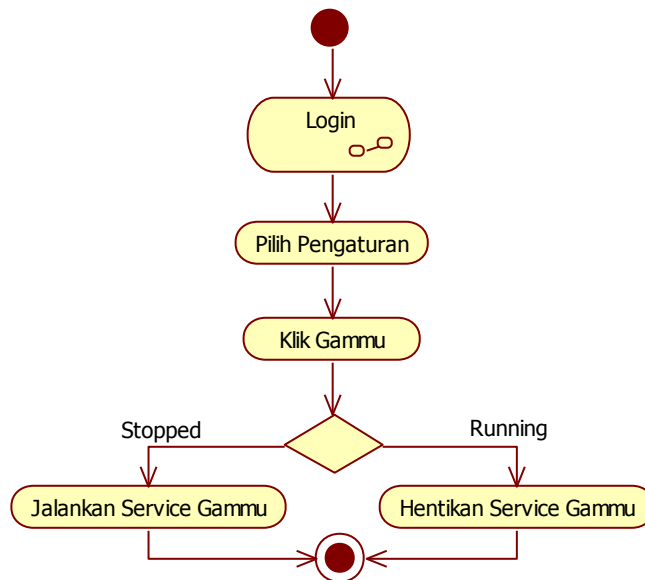 Login
Pilih Pengaturan
Klik Gammu
Stopped
Running
Jalankan Service Gammu
Hentikan Service Gammu